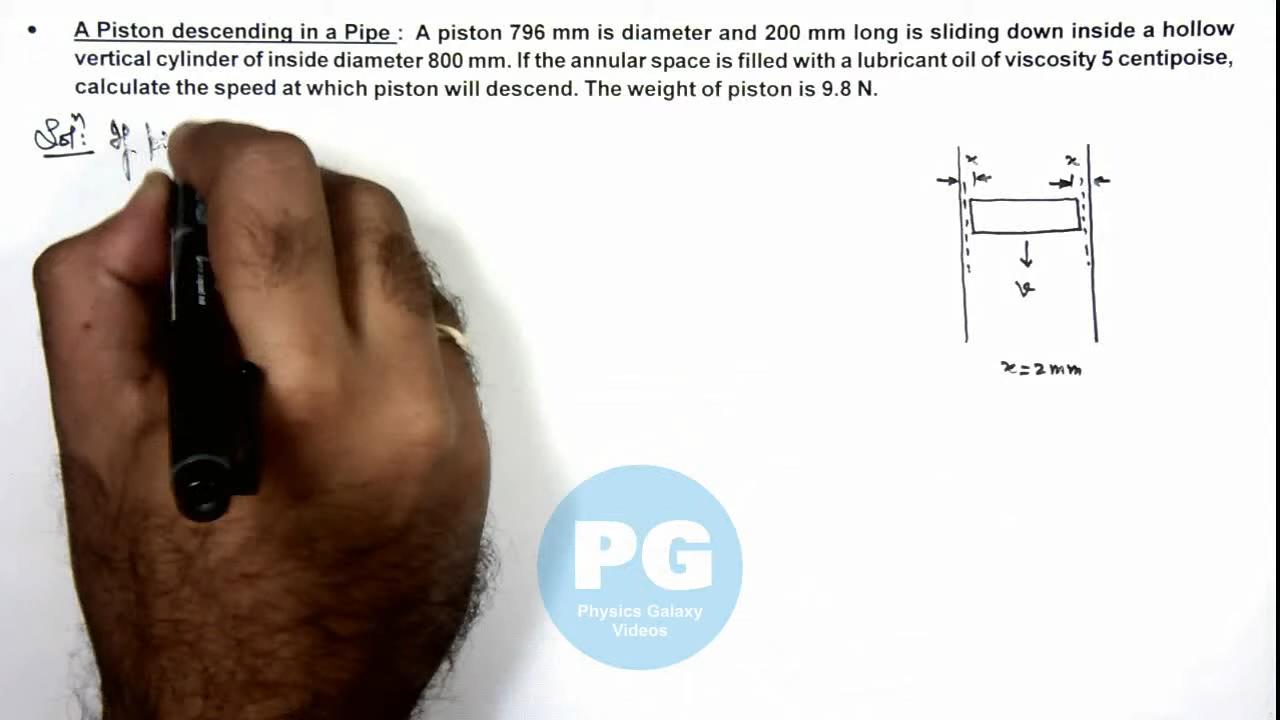 • A Piston descending in a Pipe : A piston 796 mm is diameter and 200 mm long is sliding down inside a hollow
vertical cylinder of inside diameter 800 mm. If the annular space is filled with a lubricant oil of viscosity 5 centipoise,
calculate the speed at which piston will descend. The weight of piston is 9.8 N.
Solⁿ: If
x x
v
x = 2 mm
PG
Physics Galaxy
Videos